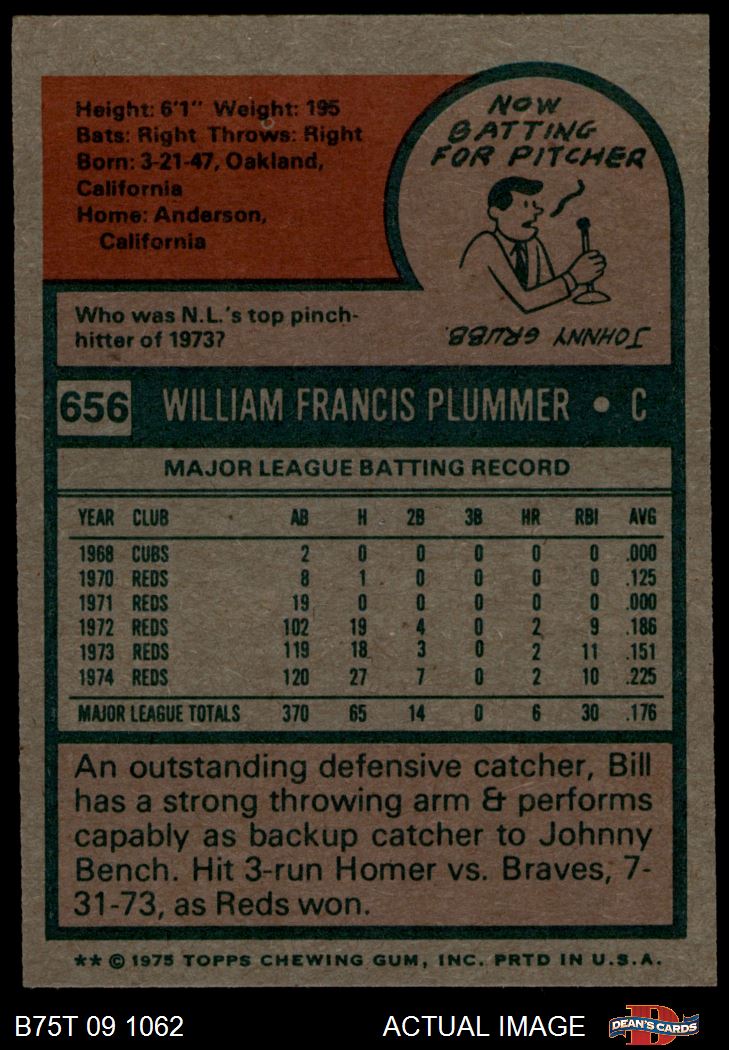 Height: 6'1" Weight: 195
Bats: Right Throws: Right
Born: 3-21-47, Oakland,
California
Home: Anderson,
California
NOW
BATTING
FOR PITCHER
JOHNNY GRUBB.
Who was N.L.'s top pinch-
hitter of 1973?
656 WILLIAM FRANCIS PLUMMER • C
MAJOR LEAGUE BATTING RECORD
YEAR CLUB AB H 2B 3B HR RBI AVG
1968 CUBS 2 0 0 0 0 0 .000
1970 REDS 8 1 0 0 0 0 .125
1971 REDS 19 0 0 0 0 0 .000
1972 REDS 102 19 4 0 2 9 .186
1973 REDS 119 18 3 0 2 11 .151
1974 REDS 120 27 7 0 2 10 .225
MAJOR LEAGUE TOTALS 370 65 14 0 6 30 .176
An outstanding defensive catcher, Bill
has a strong throwing arm & performs
capably as backup catcher to Johnny
Bench. Hit 3-run Homer vs. Braves, 7-
31-73, as Reds won.
** © 1975 TOPPS CHEWING GUM, INC. PRTD IN U.S.A.
B75T 09 1062 ACTUAL IMAGE D DEAN'S CARDS